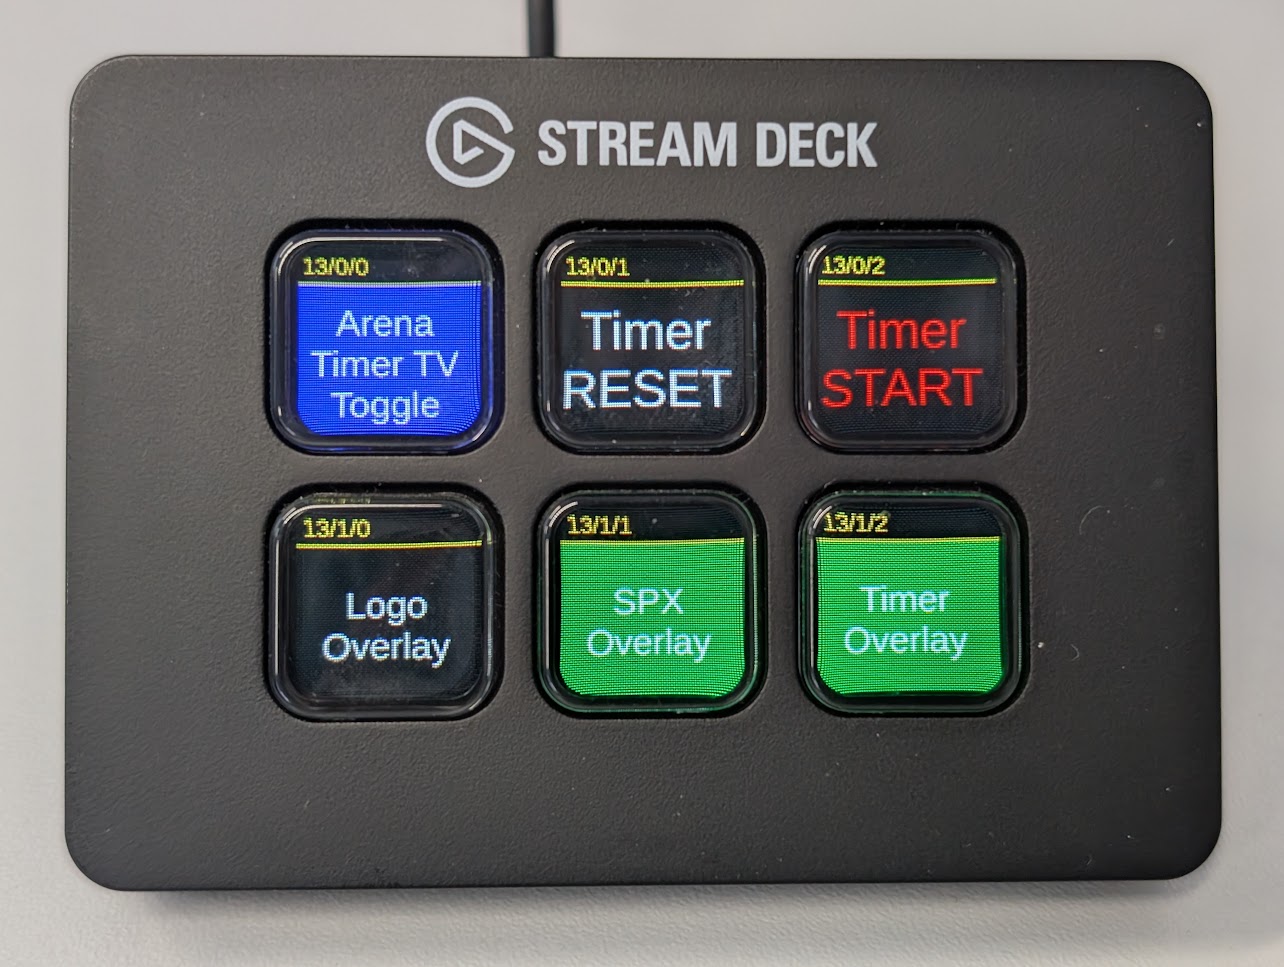 STREAM DECK
13/0/0
Arena
Timer TV
Toggle
13/0/1
Timer
RESET
13/0/2
Timer
START
13/1/0
Logo
Overlay
13/1/1
SPX
Overlay
13/1/2
Timer
Overlay